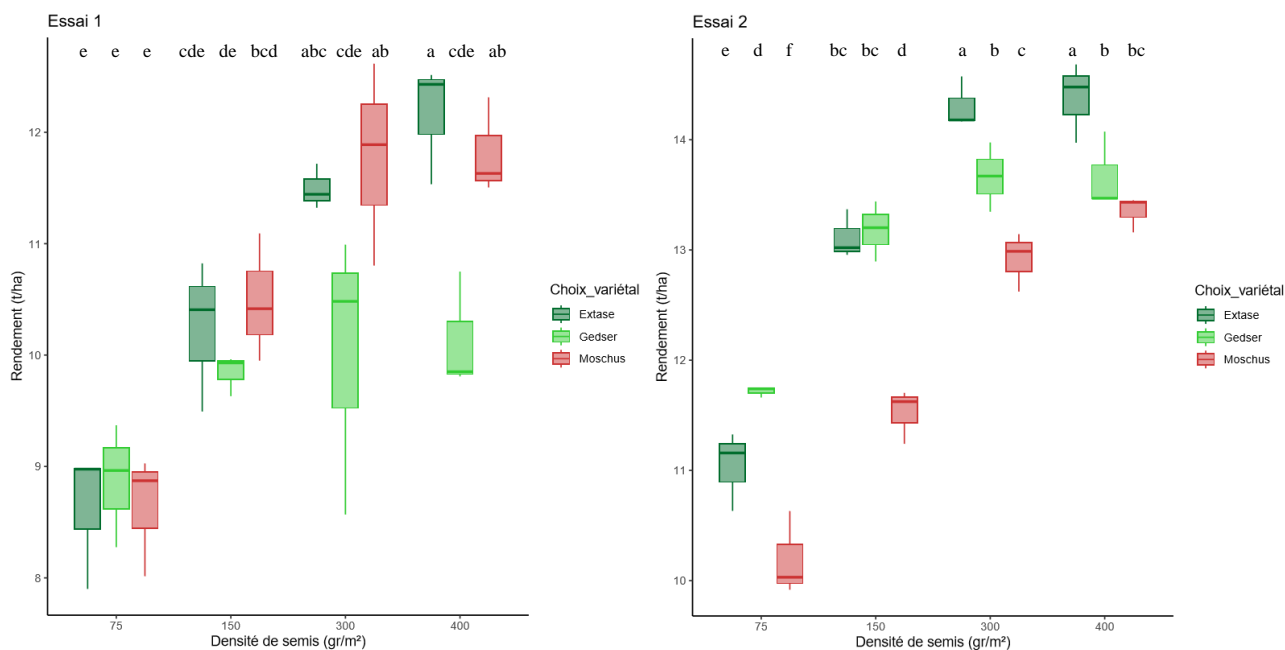 Essai 1
e e e cde de bcd abc cde ab a cde ab
12
11
10
9
8
Rendement (t/ha)
75 150 300 400
Densité de semis (gr/m²)
Choix_variétal
Extase
Gedser
Moschus
Essai 2
e d f bc bc d a b c a b bc
14
13
12
11
10
Rendement (t/ha)
75 150 300 400
Densité de semis (gr/m²)
Choix_variétal
Extase
Gedser
Moschus